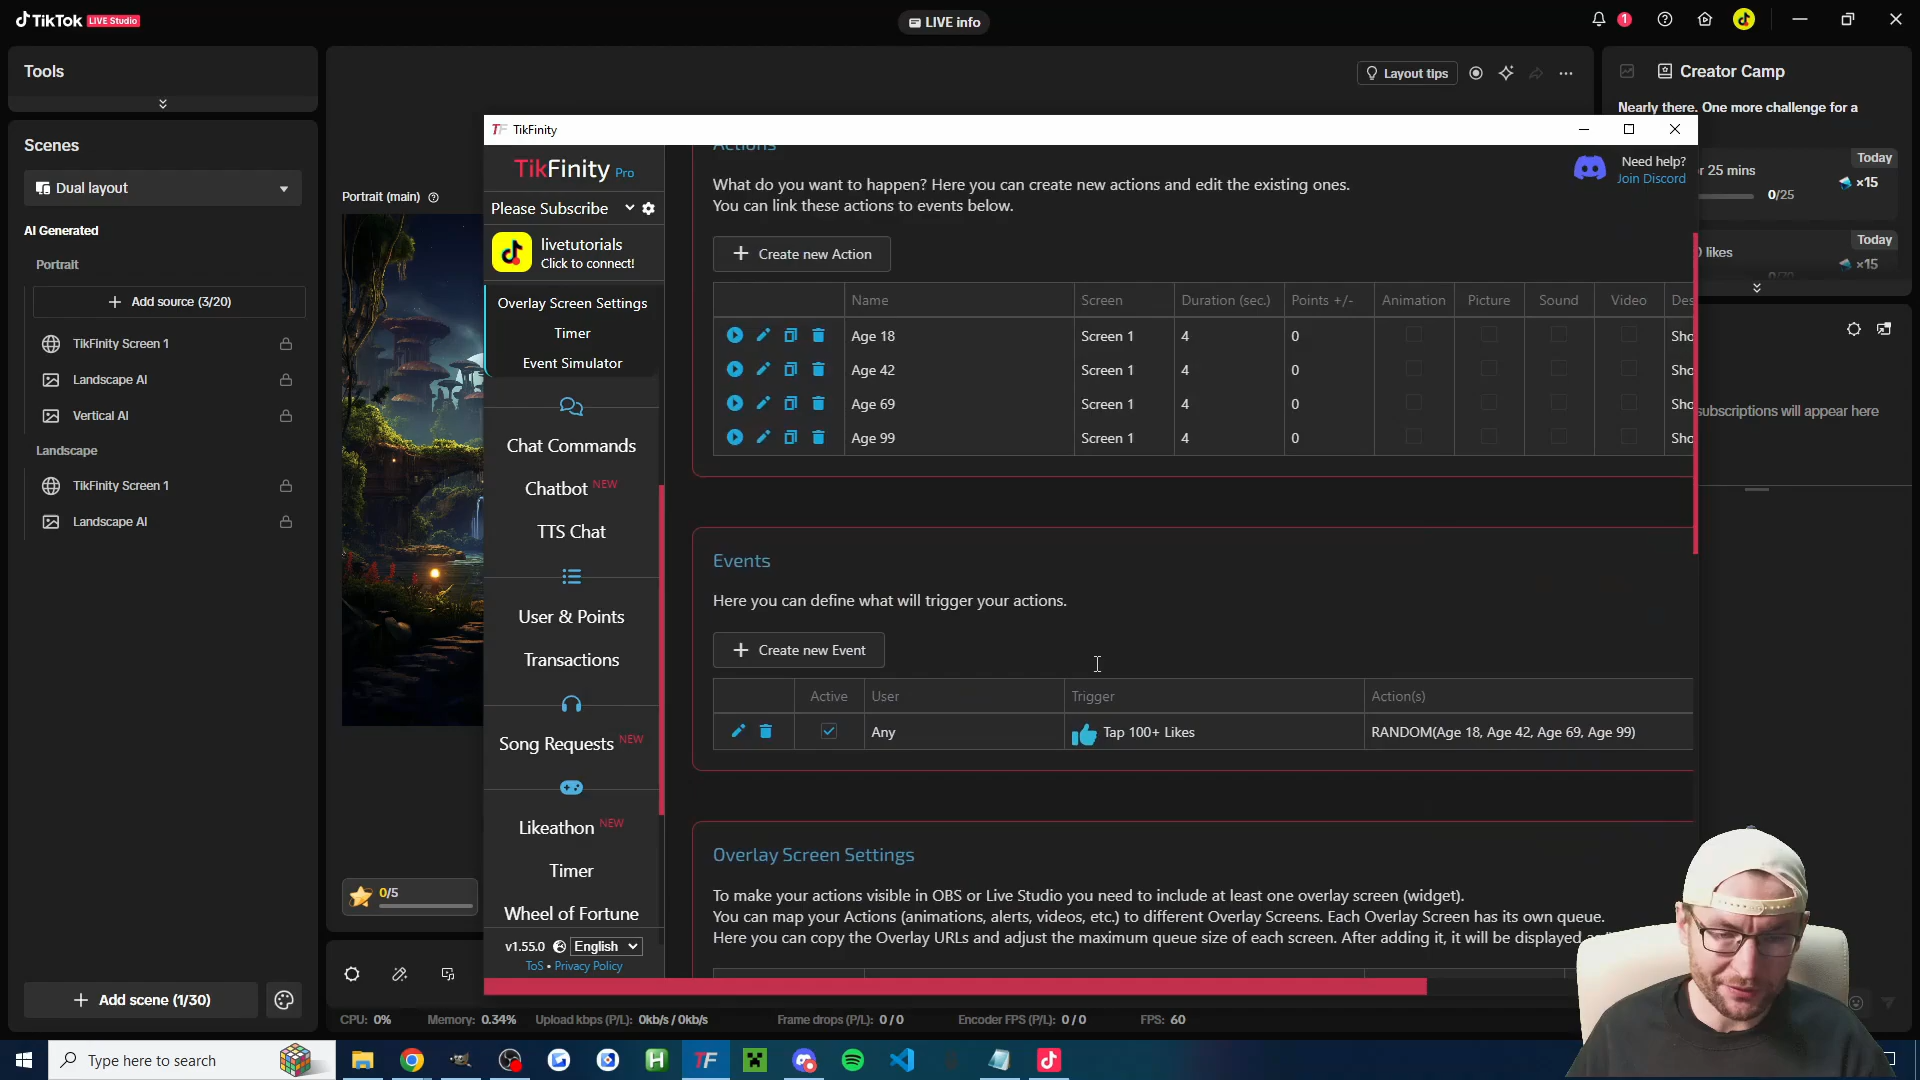 TikTok LIVE Studio
LIVE info
1
Tools
Layout tips
Creator Camp
Nearly there. One more challenge for a
Scenes
Dual layout
Portrait (main)
AI Generated
Portrait
Add source (3/20)
TikFinity Screen 1
Landscape AI
Vertical AI
Landscape
TikFinity Screen 1
Landscape AI
0/5
Add scene (1/30)
TF TikFinity
TikFinity Pro
Please Subscribe
livetutorials
Click to connect!
Overlay Screen Settings
Timer
Event Simulator
Chat Commands
Chatbot NEW
TTS Chat
User & Points
Transactions
Song Requests NEW
Likeathon NEW
Timer
Wheel of Fortune
v1.55.0 English
ToS • Privacy Policy
Actions
What do you want to happen? Here you can create new actions and edit the existing ones.
You can link these actions to events below.
Need help?
Join Discord
Create new Action
Name Screen Duration (sec.) Points +/- Animation Picture Sound Video Des
Age 18 Screen 1 4 0 Sho
Age 42 Screen 1 4 0 Sho
Age 69 Screen 1 4 0 Sho
Age 99 Screen 1 4 0 Sho
Events
Here you can define what will trigger your actions.
Create new Event
Active User Trigger Action(s)
Any Tap 100+ Likes RANDOM(Age 18, Age 42, Age 69, Age 99)
Overlay Screen Settings
To make your actions visible in OBS or Live Studio you need to include at least one overlay screen (widget).
You can map your Actions (animations, alerts, videos, etc.) to different Overlay Screens. Each Overlay Screen has its own queue.
Here you can copy the Overlay URLs and adjust the maximum queue size of each screen. After adding it, it will be displayed
Today
r 25 mins
×15
0/25
Today
likes
×15
subscriptions will appear here
CPU: 0% Memory: 0.34% Upload kbps (P/L): 0kb/s / 0kb/s Frame drops (P/L): 0 / 0 Encoder FPS (P/L): 0 / 0 FPS: 60
Type here to search
TF